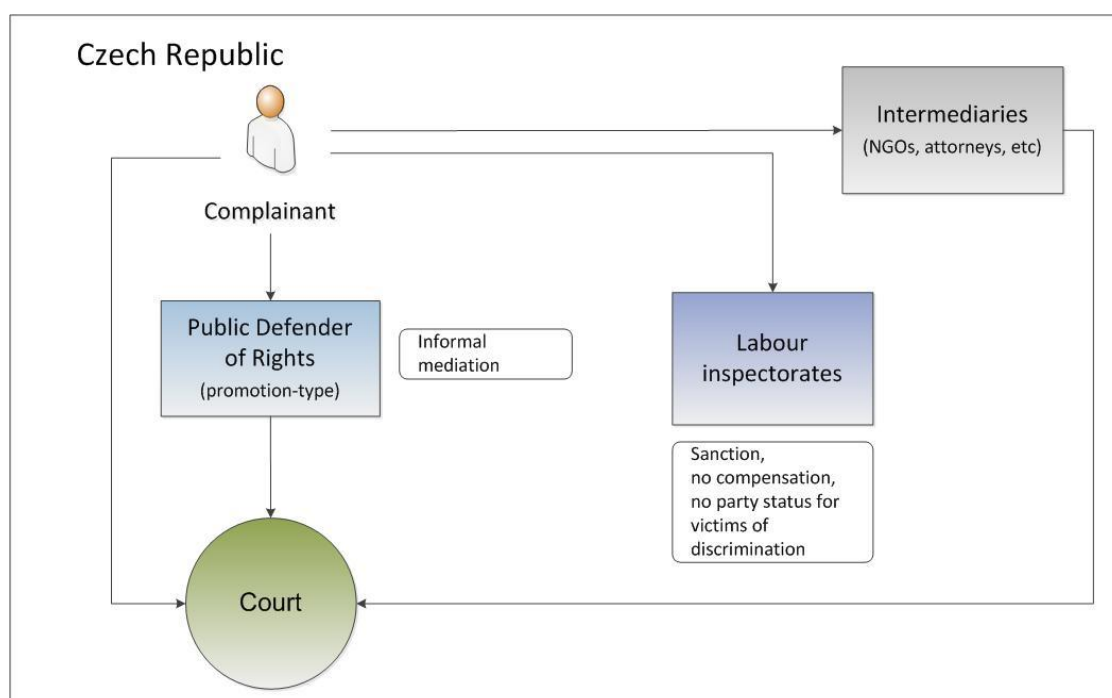 Czech Republic
Intermediaries
(NGOs, attorneys, etc)
Complainant
Public Defender
of Rights
(promotion-type)
Informal
mediation
Labour
inspectorates
Sanction,
no compensation,
no party status for
victims of
discrimination
Court